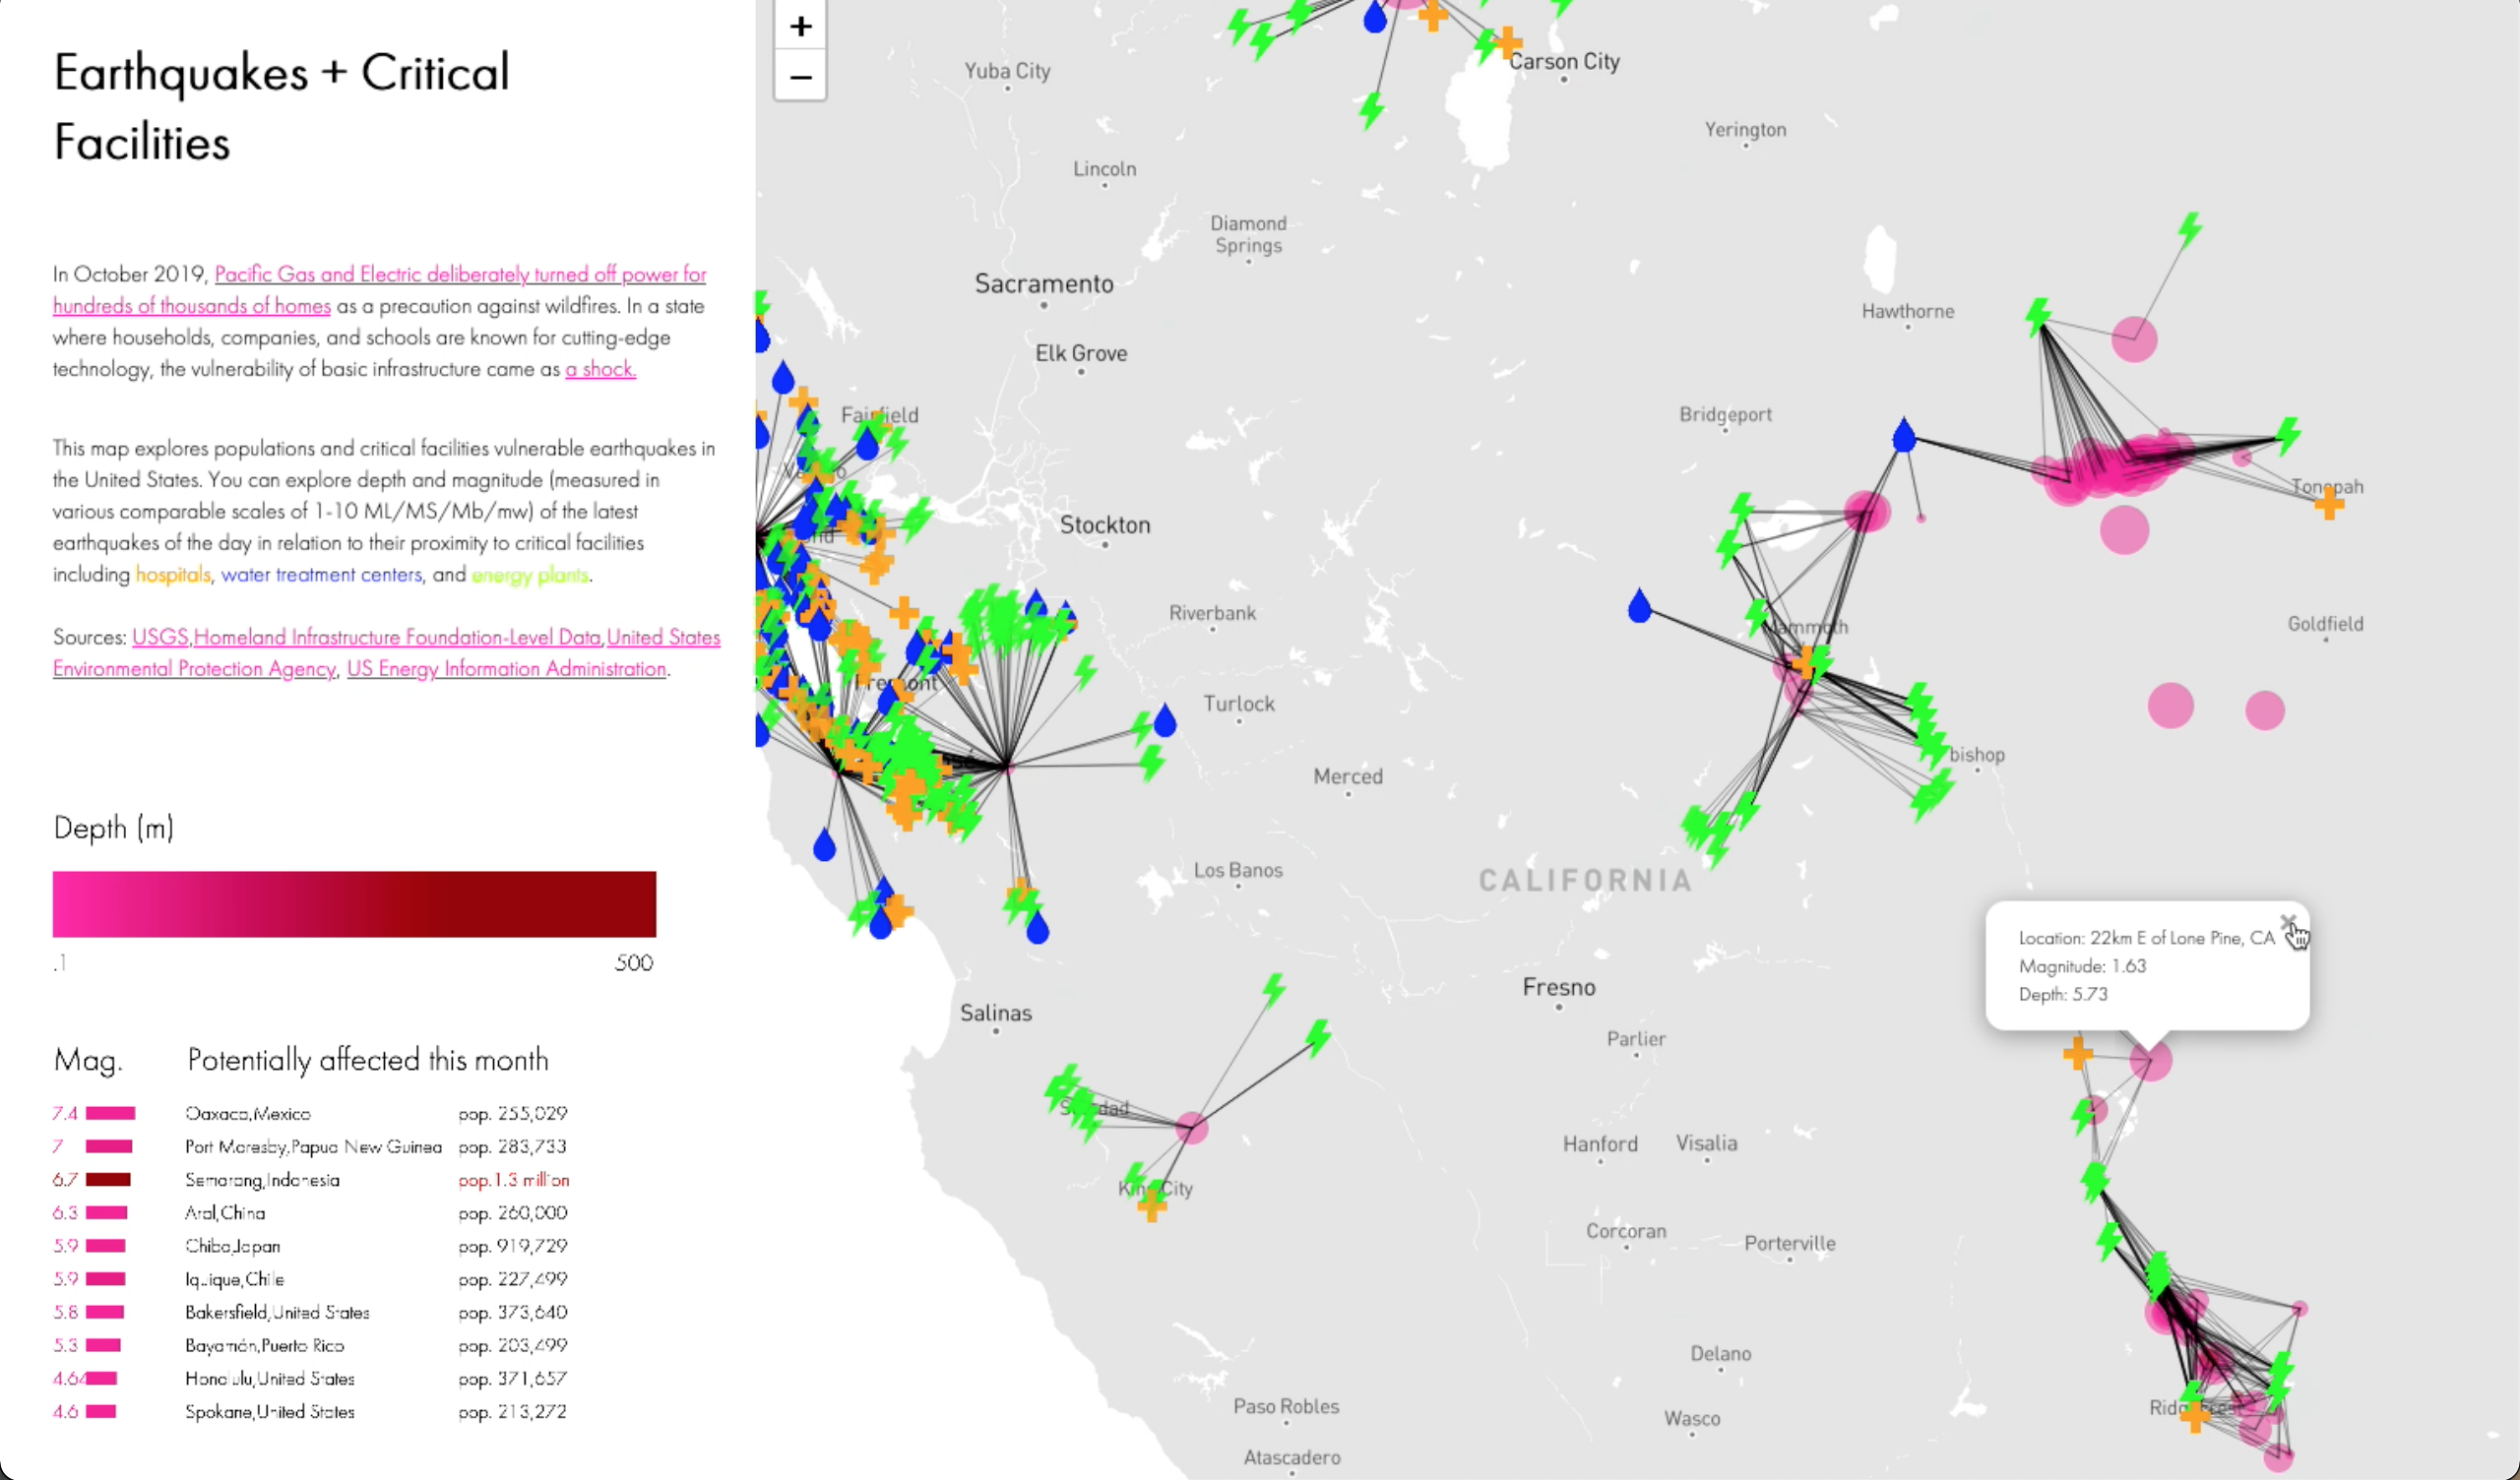 Earthquakes + Critical
Facilities
In October 2019, Pacific Gas and Electric deliberately turned off power for
hundreds of thousands of homes as a precaution against wildfires. In a state
where households, companies, and schools are known for cutting-edge
technology, the vulnerability of basic infrastructure came as a shock.
This map explores populations and critical facilities vulnerable earthquakes in
the United States. You can explore depth and magnitude (measured in
various comparable scales of 1-10 ML/MS/Mb/mw) of the latest
earthquakes of the day in relation to their proximity to critical facilities
including hospitals, water treatment centers, and energy plants.
Sources: USGS,Homeland Infrastructure Foundation-Level Data,United States
Environmental Protection Agency, US Energy Information Administration.
Depth (m)
.1 500
Mag. Potentially affected this month
7.4 Oaxaca,Mexico pop. 255,029
7 Port Moresby,Papua New Guinea pop. 283,733
6.7 Semarang,Indonesia pop.1.3 million
6.3 Aral,China pop. 260,000
5.9 Chiba,Japan pop. 919,729
5.9 Iquique,Chile pop. 227,499
5.8 Bakersfield,United States pop. 373,640
5.3 Bayamón,Puerto Rico pop. 203,499
4.64 Honolulu,United States pop. 371,657
4.6 Spokane,United States pop. 213,272
+
−
Carson City
Yuba City
Yerington
Lincoln
Diamond
Springs
Sacramento
Hawthorne
Elk Grove
Fairfield
Bridgeport
Tonopah
Stockton
Riverbank
Goldfield
Mammoth
Fremont
Turlock
bishop
Merced
Los Banos
CALIFORNIA
Location: 22km E of Lone Pine, CA
Magnitude: 1.63
Depth: 5.73
×
Fresno
Salinas
Parlier
Soledad
Hanford
Visalia
King City
Corcoran
Porterville
Delano
Paso Robles
Ridgecrest
Wasco
Atascadero